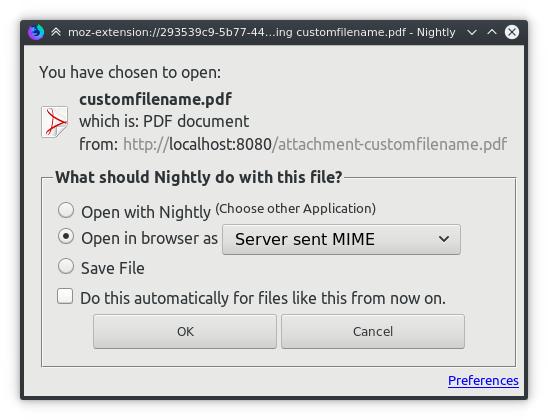 moz-extension://293539c9-5b77-44...ing customfilename.pdf - Nightly
You have chosen to open:
customfilename.pdf
which is: PDF document
from: http://localhost:8080/attachment-customfilename.pdf
What should Nightly do with this file?
Open with Nightly (Choose other Application)
Open in browser as Server sent MIME
Save File
Do this automatically for files like this from now on.
OK Cancel
Preferences